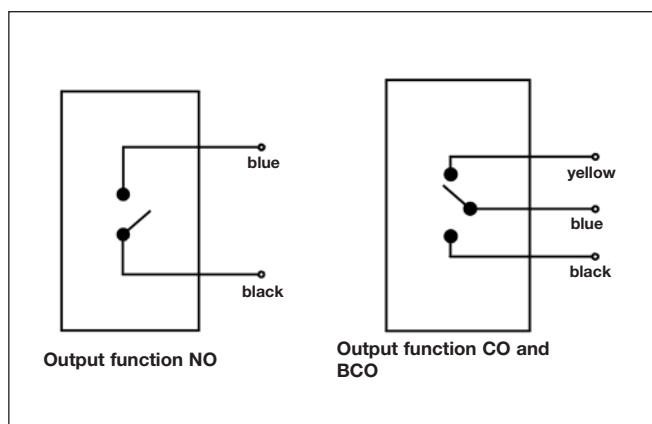 blue
black
Output function NO
yellow
blue
black
Output function CO and
BCO